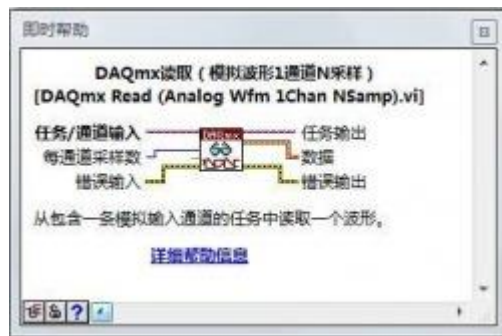 即时帮助
DAQmx读取（模拟波形1通道N采样）
[DAQmx Read (Analog Wfm 1Chan NSamp).vi]
任务/通道输入 DAQmx 任务输出
每通道采样数 数据
错误输入 错误输出
从包含一条模拟输入通道的任务中读取一个波形。
详细帮助信息
?